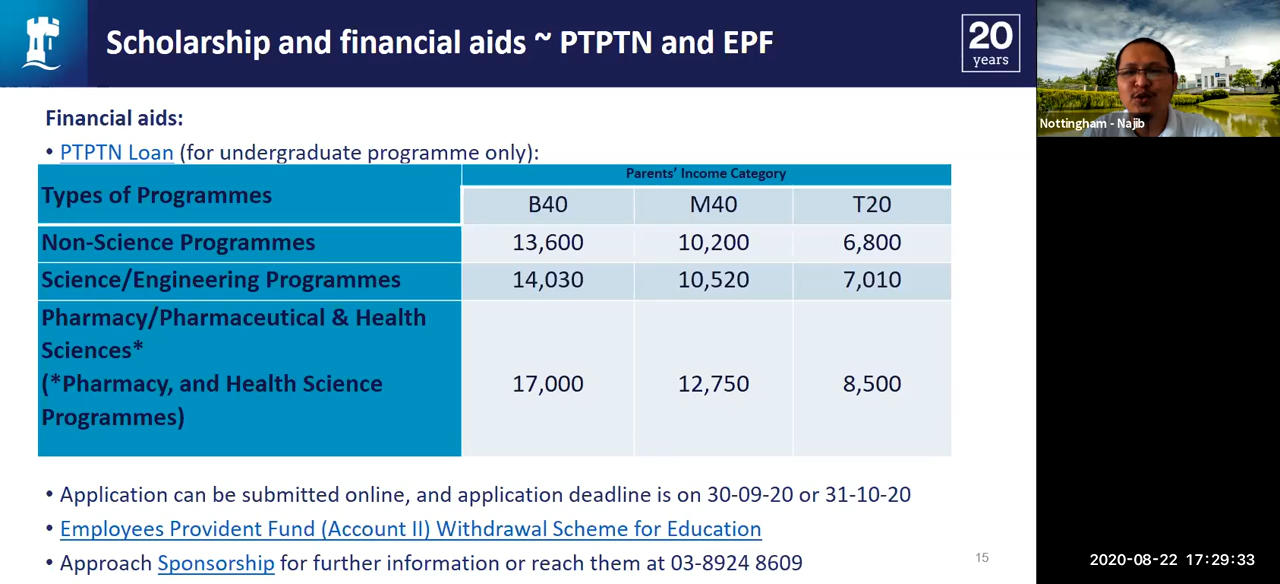 Scholarship and financial aids ~ PTPTN and EPF
20
years
Nottingham - Najib
Financial aids:
• PTPTN Loan (for undergraduate programme only):
Types of Programmes
Parents' Income Category
B40 M40 T20
Non-Science Programmes 13,600 10,200 6,800
Science/Engineering Programmes 14,030 10,520 7,010
Pharmacy/Pharmaceutical & Health
Sciences*
(*Pharmacy, and Health Science
Programmes)
17,000 12,750 8,500
• Application can be submitted online, and application deadline is on 30-09-20 or 31-10-20
• Employees Provident Fund (Account II) Withdrawal Scheme for Education
• Approach Sponsorship for further information or reach them at 03-8924 8609
15
2020-08-22 17:29:33